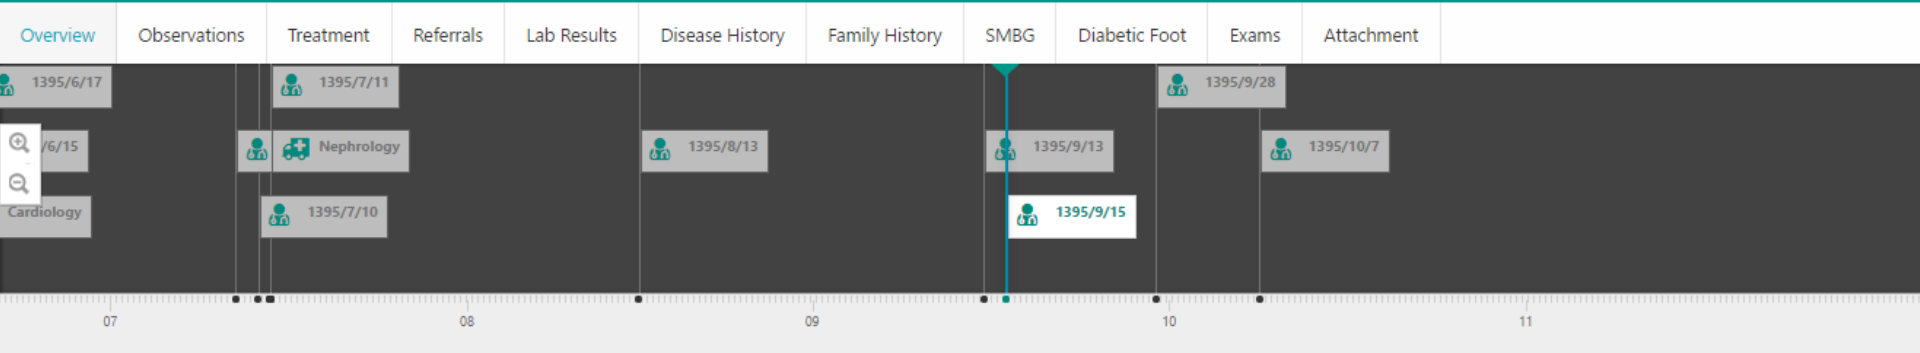 Overview Observations Treatment Referrals Lab Results Disease History Family History SMBG Diabetic Foot Exams Attachment
1395/6/17 1395/7/11 1395/9/28
/6/15 Nephrology 1395/8/13 1395/9/13 1395/10/7
Cardiology 1395/7/10 1395/9/15
07 08 09 10 11